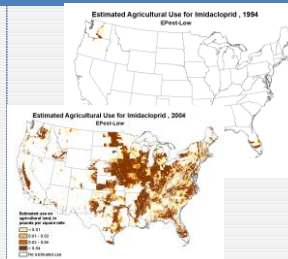 Estimated Agricultural Use for Imidacloprid , 1994
EPest-Low
Estimated Agricultural Use for Imidacloprid , 2004
EPest-Low
Estimated use on
agricultural land, in
pounds per square mile
< 0.01
0.01 - 0.02
0.03 - 0.04
> 0.04
No estimated use